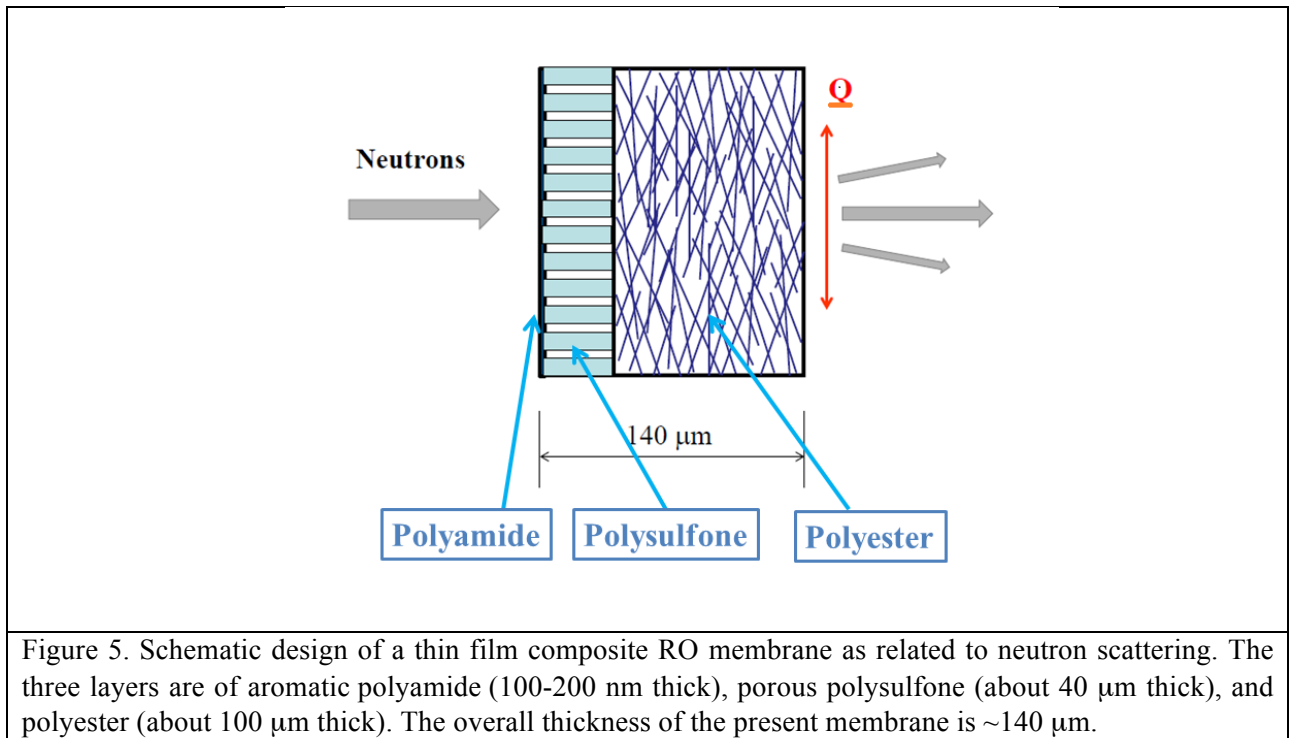 Q
Neutrons
140 μm
Polyamide
Polysulfone
Polyester
Figure 5. Schematic design of a thin film composite RO membrane as related to neutron scattering. The
three layers are of aromatic polyamide (100-200 nm thick), porous polysulfone (about 40 μm thick), and
polyester (about 100 μm thick). The overall thickness of the present membrane is ~140 μm.